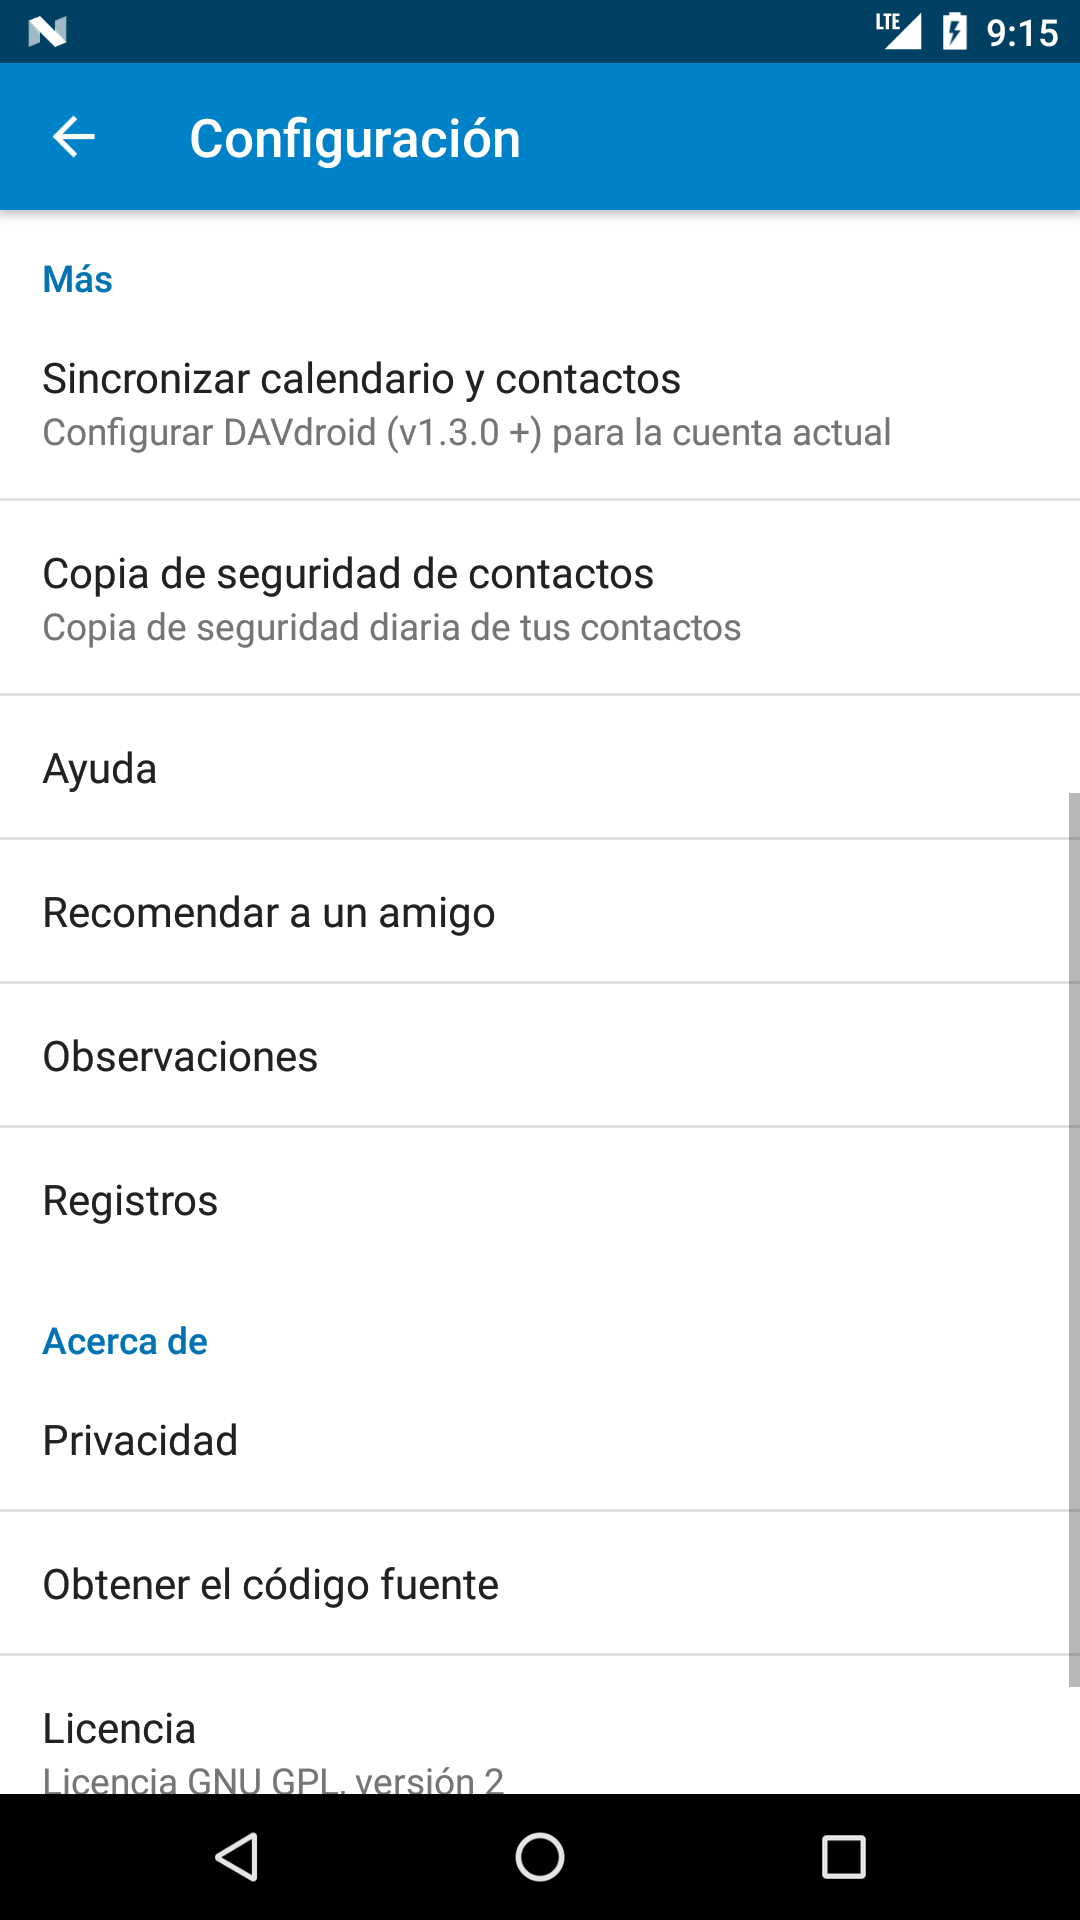 LTE 9:15
Configuración
Más
Sincronizar calendario y contactos
Configurar DAVdroid (v1.3.0 +) para la cuenta actual
Copia de seguridad de contactos
Copia de seguridad diaria de tus contactos
Ayuda
Recomendar a un amigo
Observaciones
Registros
Acerca de
Privacidad
Obtener el código fuente
Licencia
Licencia GNU GPL, versión 2